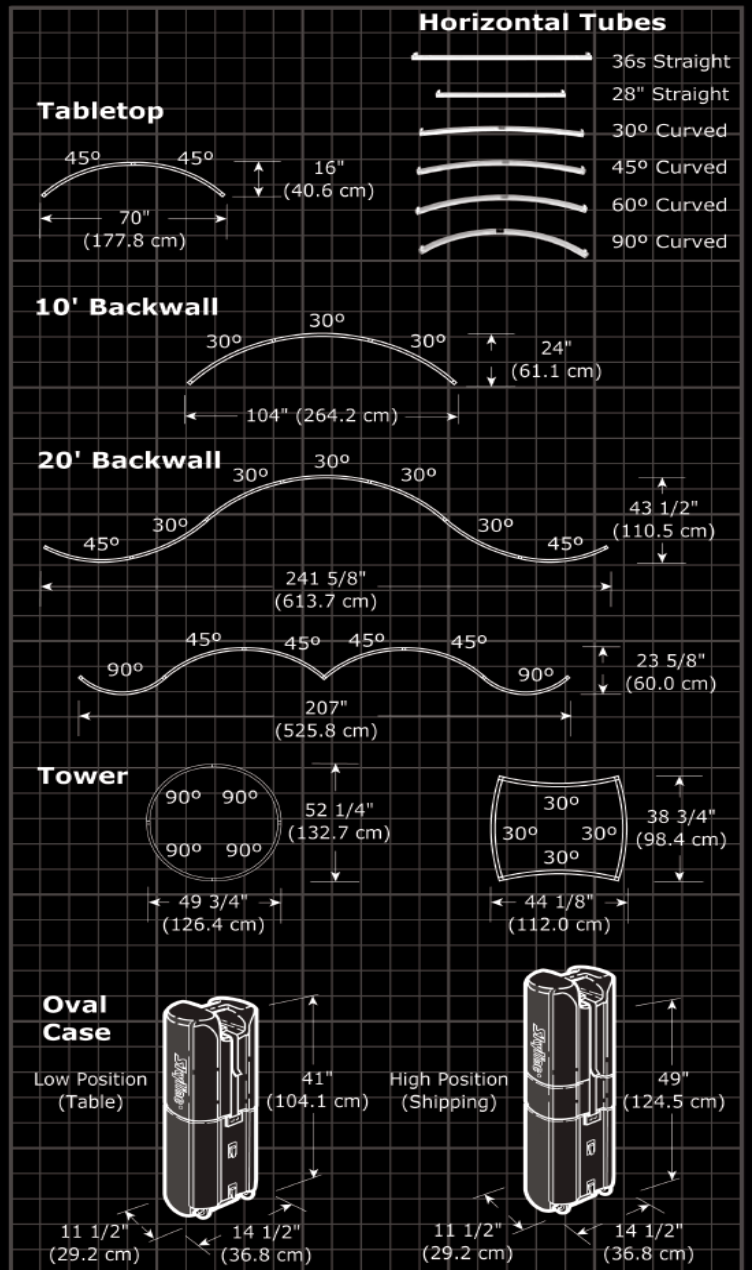 Horizontal Tubes
36s Straight
28" Straight
30º Curved
45º Curved
60º Curved
90º Curved
Tabletop
45º 45º
16"
(40.6 cm)
70"
(177.8 cm)
10' Backwall
30º 30º 30º
24"
(61.1 cm)
104" (264.2 cm)
20' Backwall
45º 30º 30º 30º 30º 30º 45º
43 1/2"
(110.5 cm)
241 5/8"
(613.7 cm)
90º 45º 45º 45º 45º 90º
23 5/8"
(60.0 cm)
207"
(525.8 cm)
Tower
90º 90º
90º 90º
52 1/4"
(132.7 cm)
49 3/4"
(126.4 cm)
30º
30º 30º
30º
38 3/4"
(98.4 cm)
44 1/8"
(112.0 cm)
Oval
Case
Low Position
(Table)
Skyline
41"
(104.1 cm)
11 1/2"
(29.2 cm)
14 1/2"
(36.8 cm)
High Position
(Shipping)
Skyline
49"
(124.5 cm)
11 1/2"
(29.2 cm)
14 1/2"
(36.8 cm)